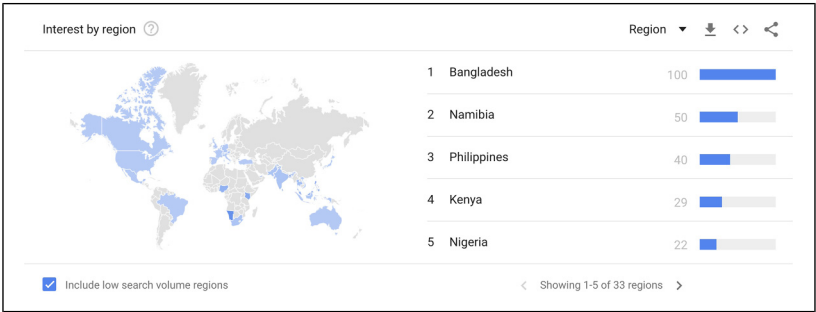 Interest by region
Region
1 Bangladesh 100
2 Namibia 50
3 Philippines 40
4 Kenya 29
5 Nigeria 22
Include low search volume regions
Showing 1-5 of 33 regions